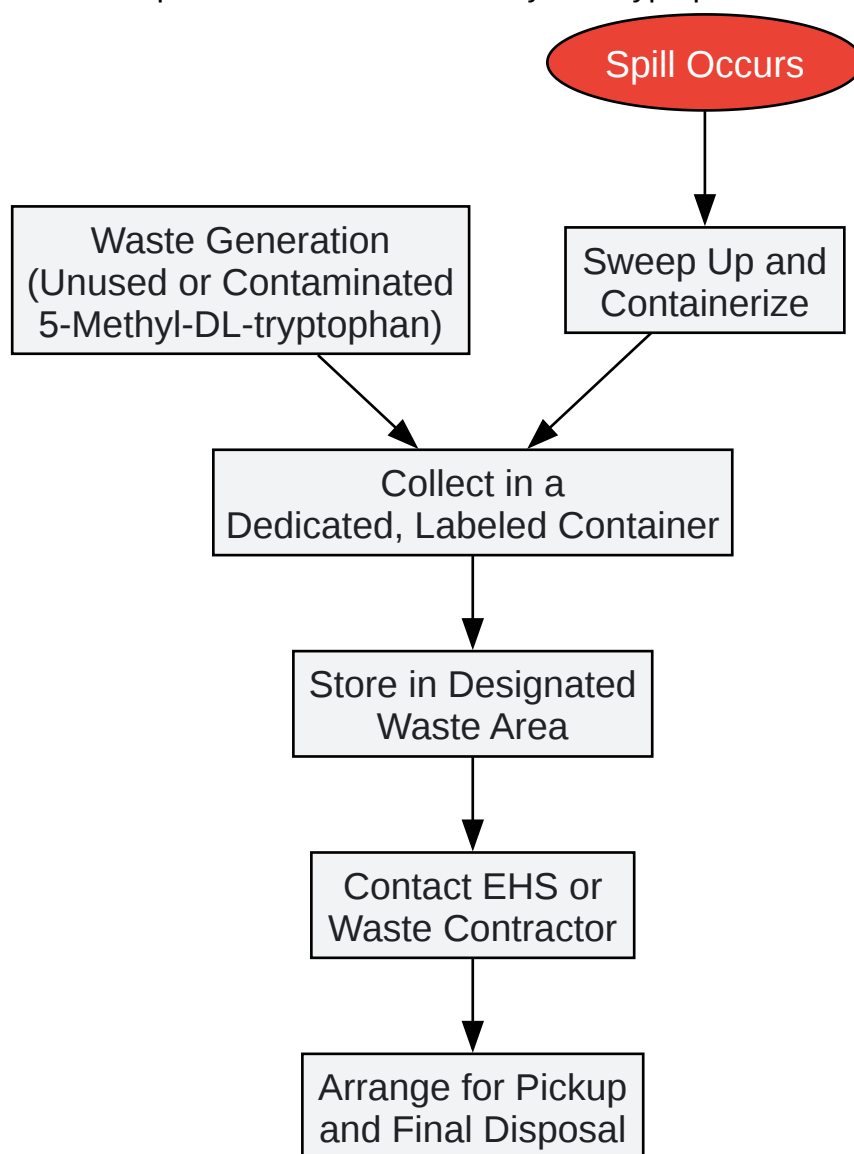 Spill Occurs
Waste Generation
(Unused or Contaminated
5-Methyl-DL-tryptophan)
Sweep Up and
Containerize
Collect in a
Dedicated, Labeled Container
Store in Designated
Waste Area
Contact EHS or
Waste Contractor
Arrange for Pickup
and Final Disposal